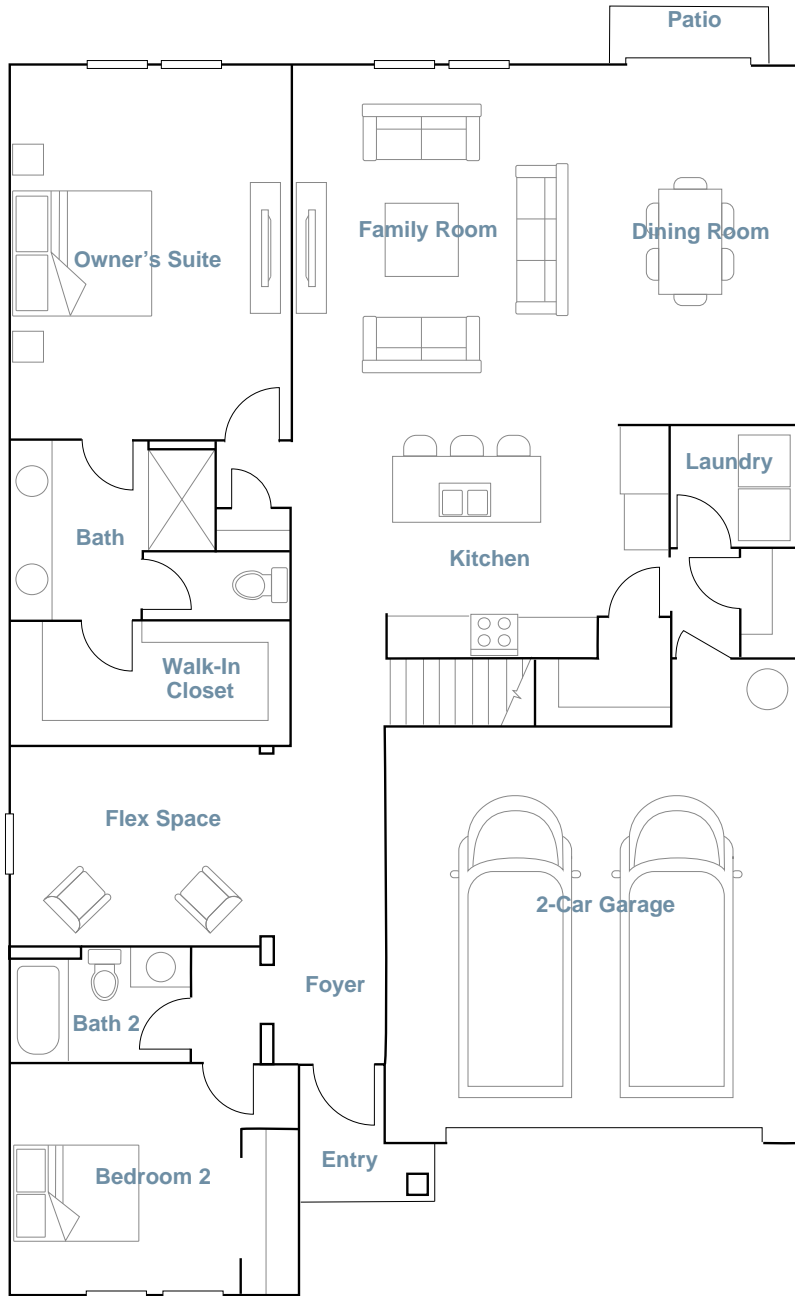 Patio
Family Room
Dining Room
Owner's Suite
Laundry
Bath
Kitchen
Walk-In
Closet
Flex Space
2-Car Garage
Foyer
Bath 2
Entry
Bedroom 2